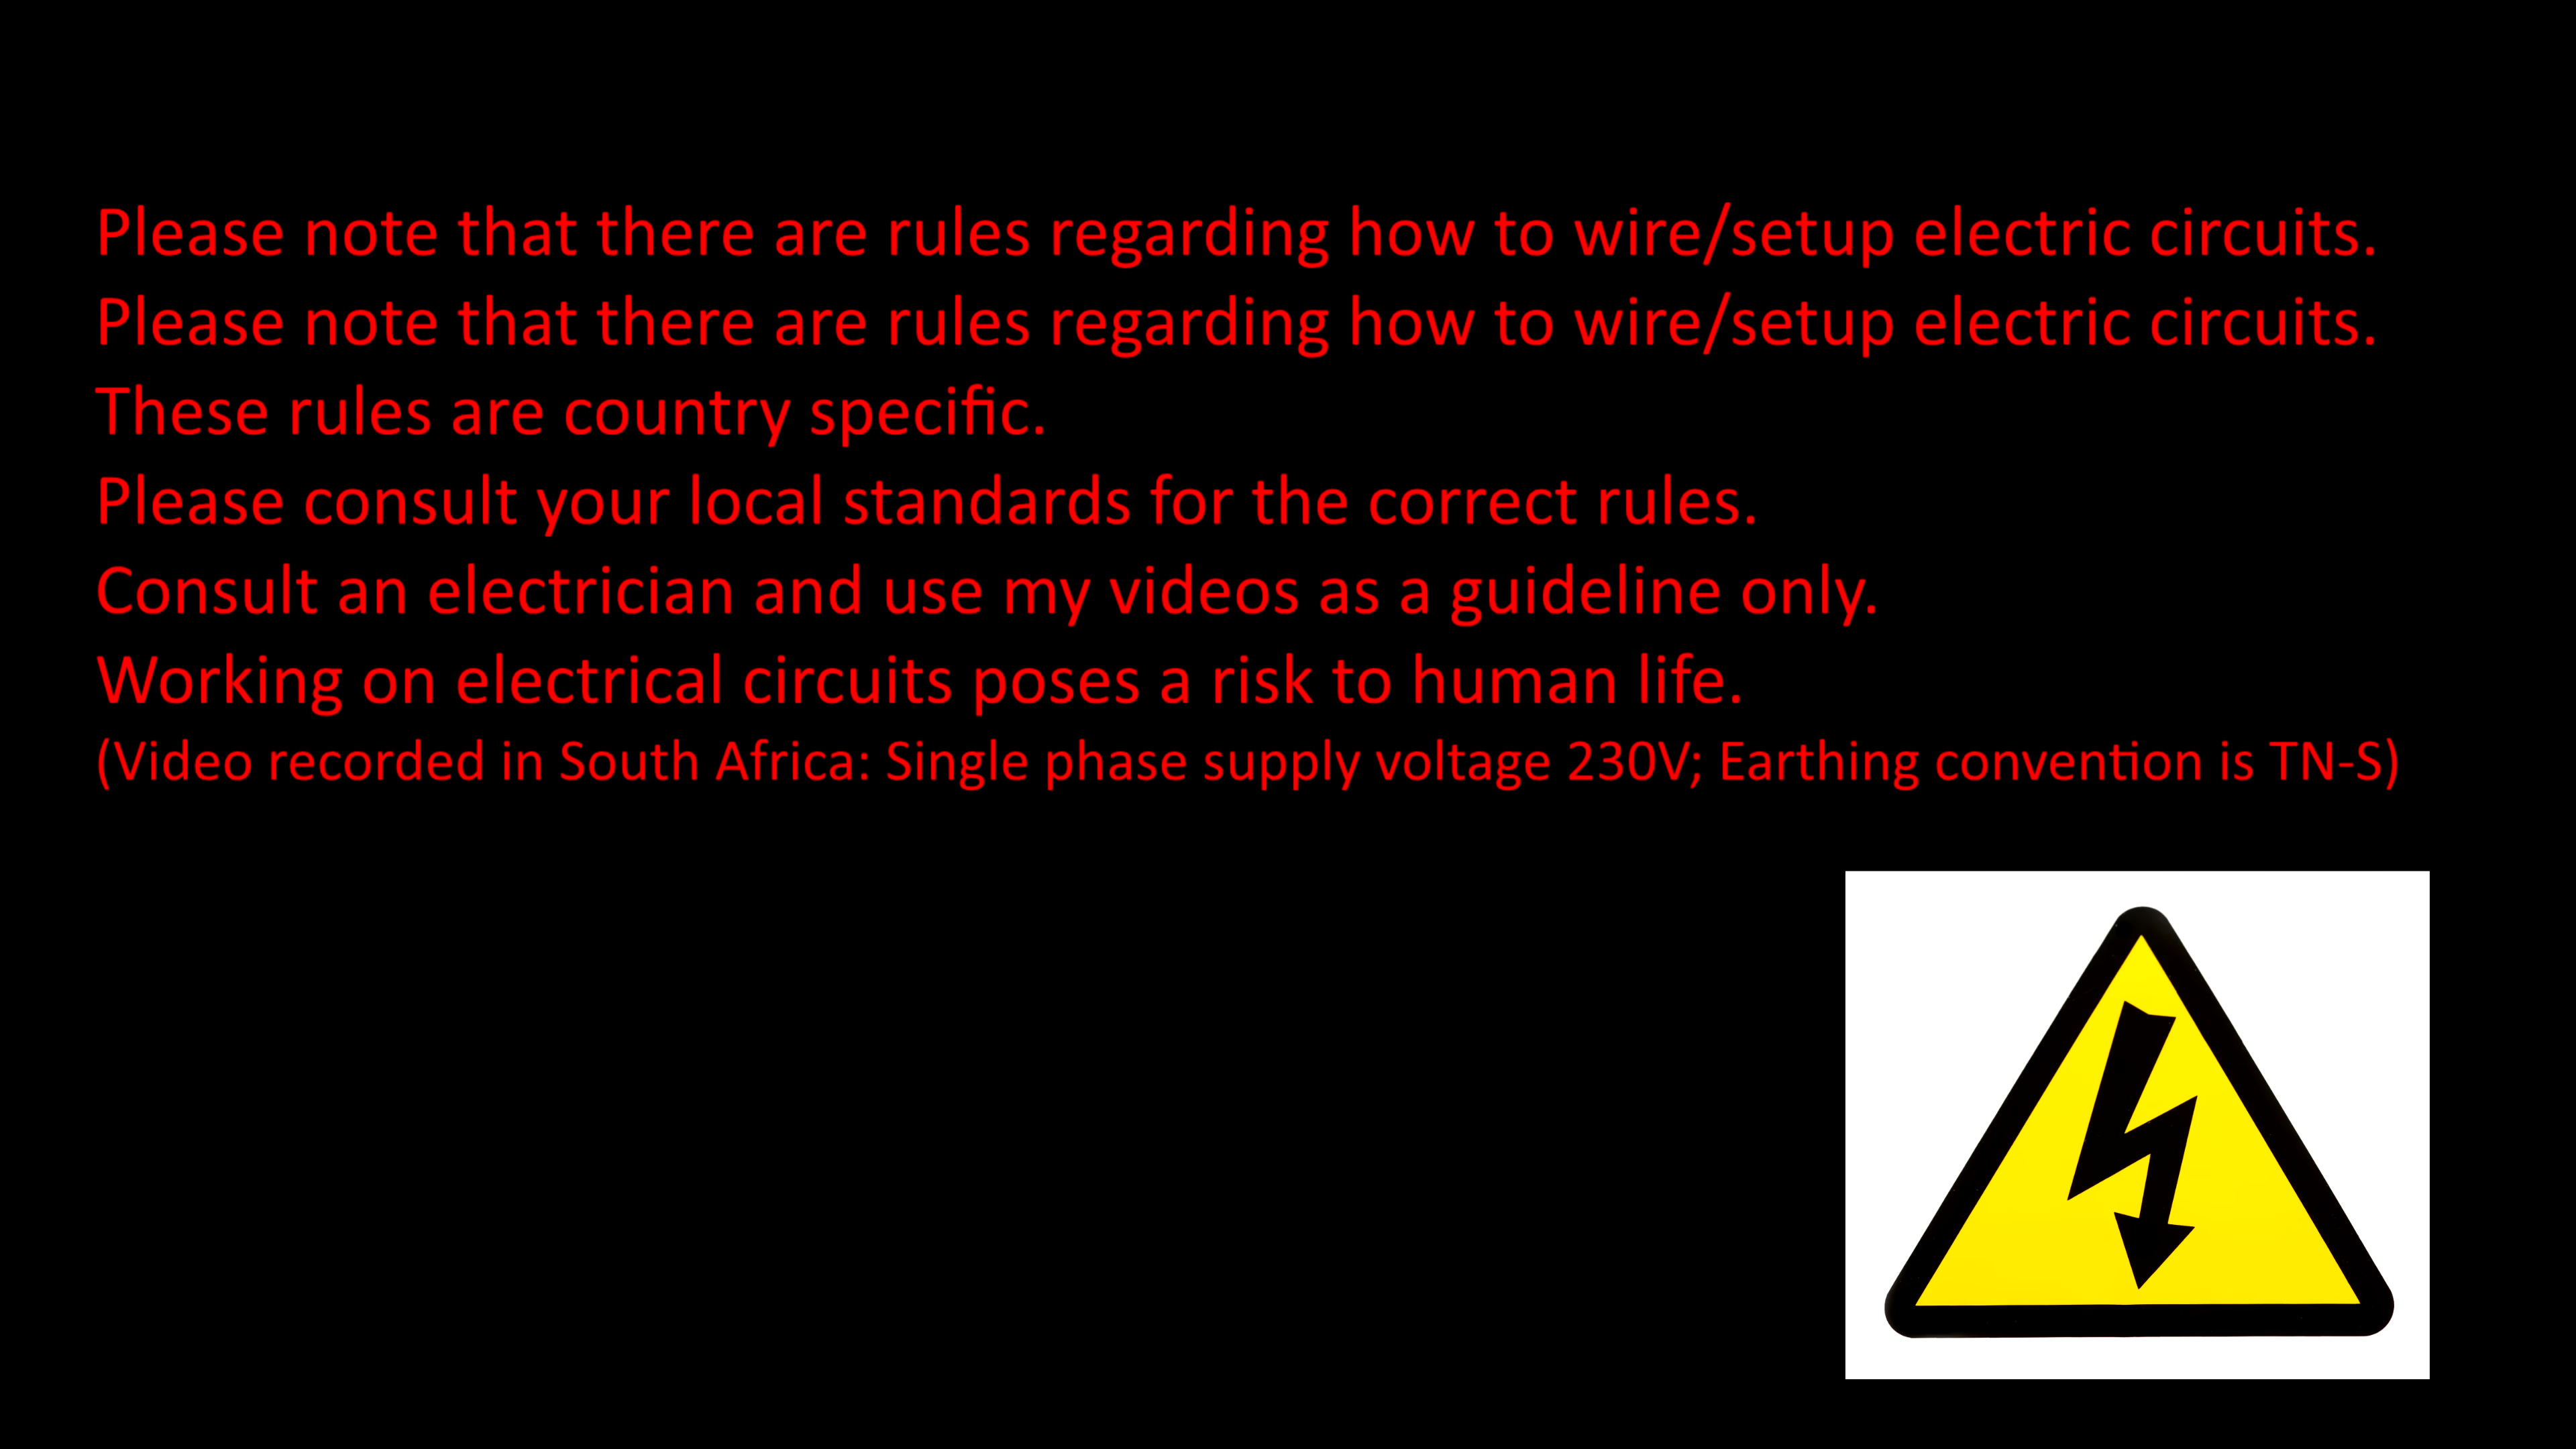 Please note that there are rules regarding how to wire/setup electric circuits.
Please note that there are rules regarding how to wire/setup electric circuits.
These rules are country specific.
Please consult your local standards for the correct rules.
Consult an electrician and use my videos as a guideline only.
Working on electrical circuits poses a risk to human life.
(Video recorded in South Africa: Single phase supply voltage 230V; Earthing convention is TN-S)